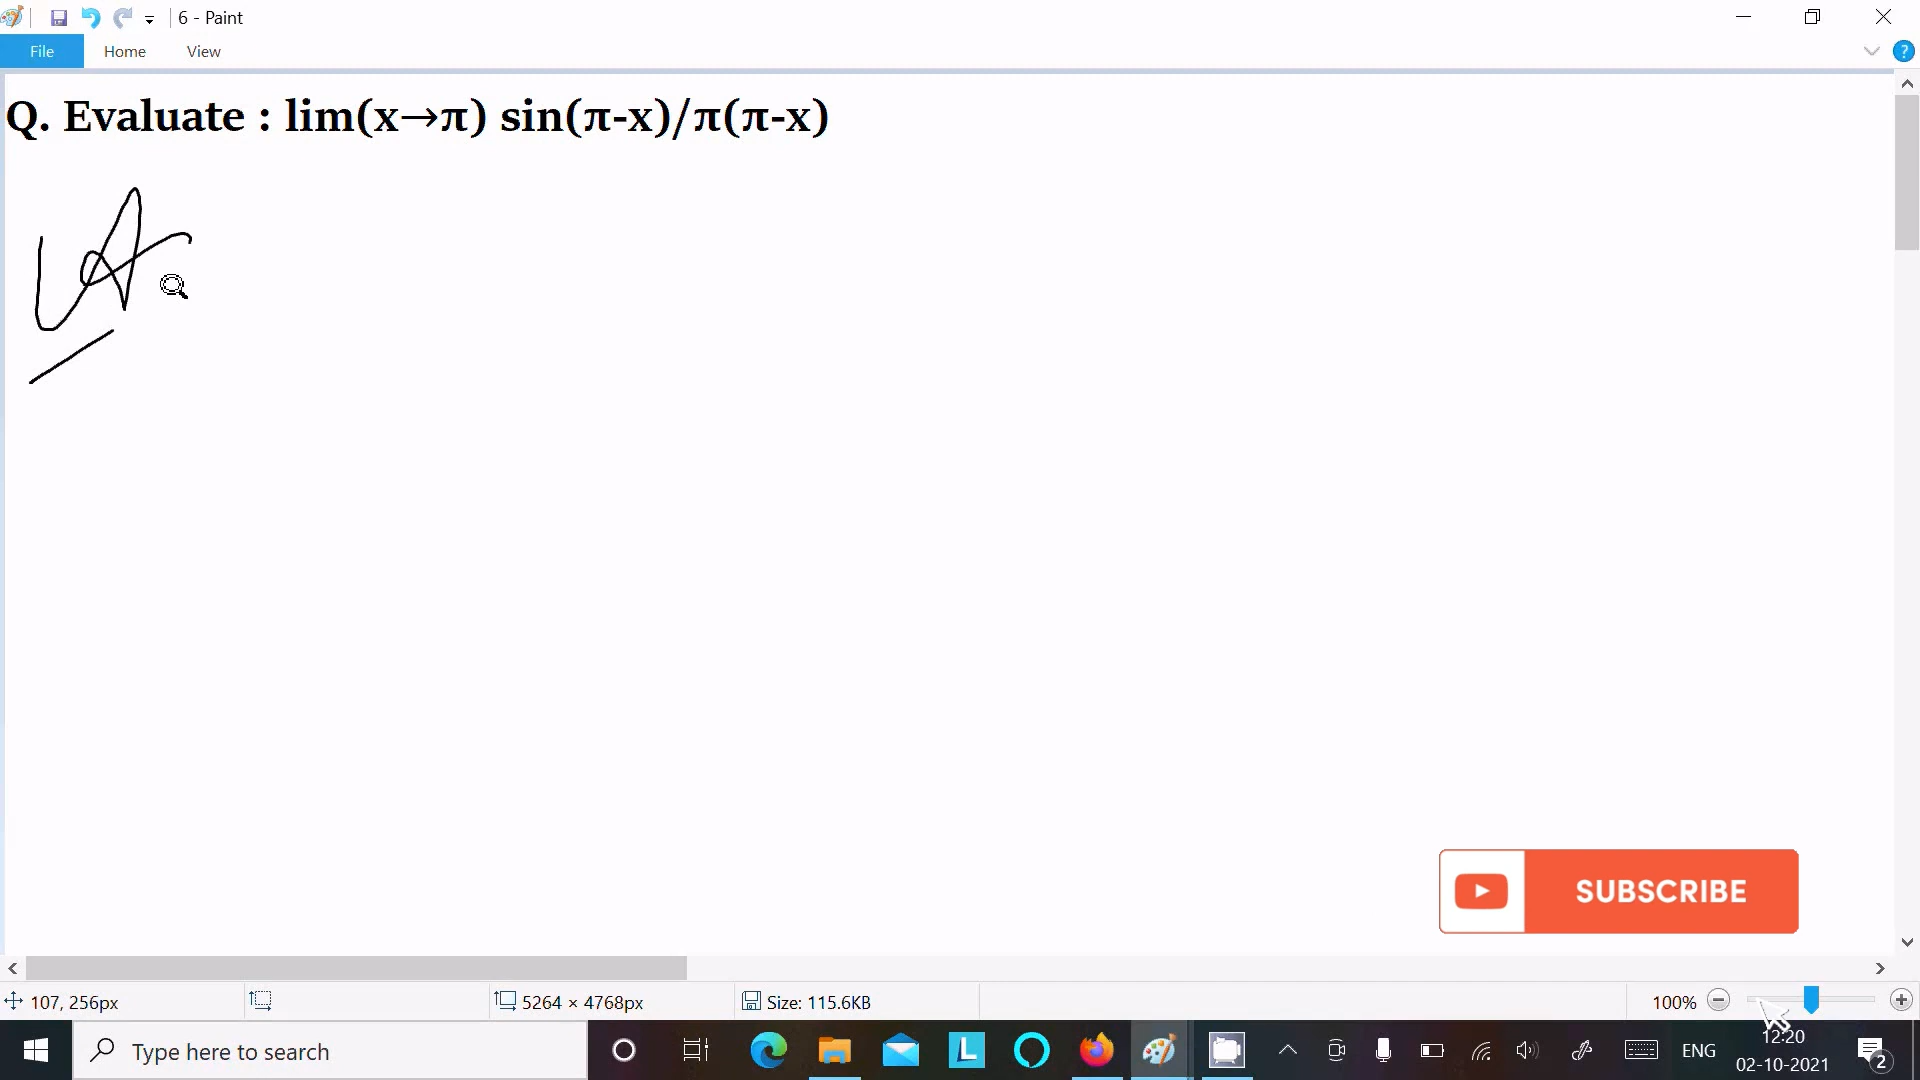 6 - Paint
File Home View
Q. Evaluate : lim(x→π) sin(π-x)/π(π-x)
SUBSCRIBE
107, 256px 5264 × 4768px Size: 115.6KB 100%
Type here to search L ENG 12:20
02-10-2021 2